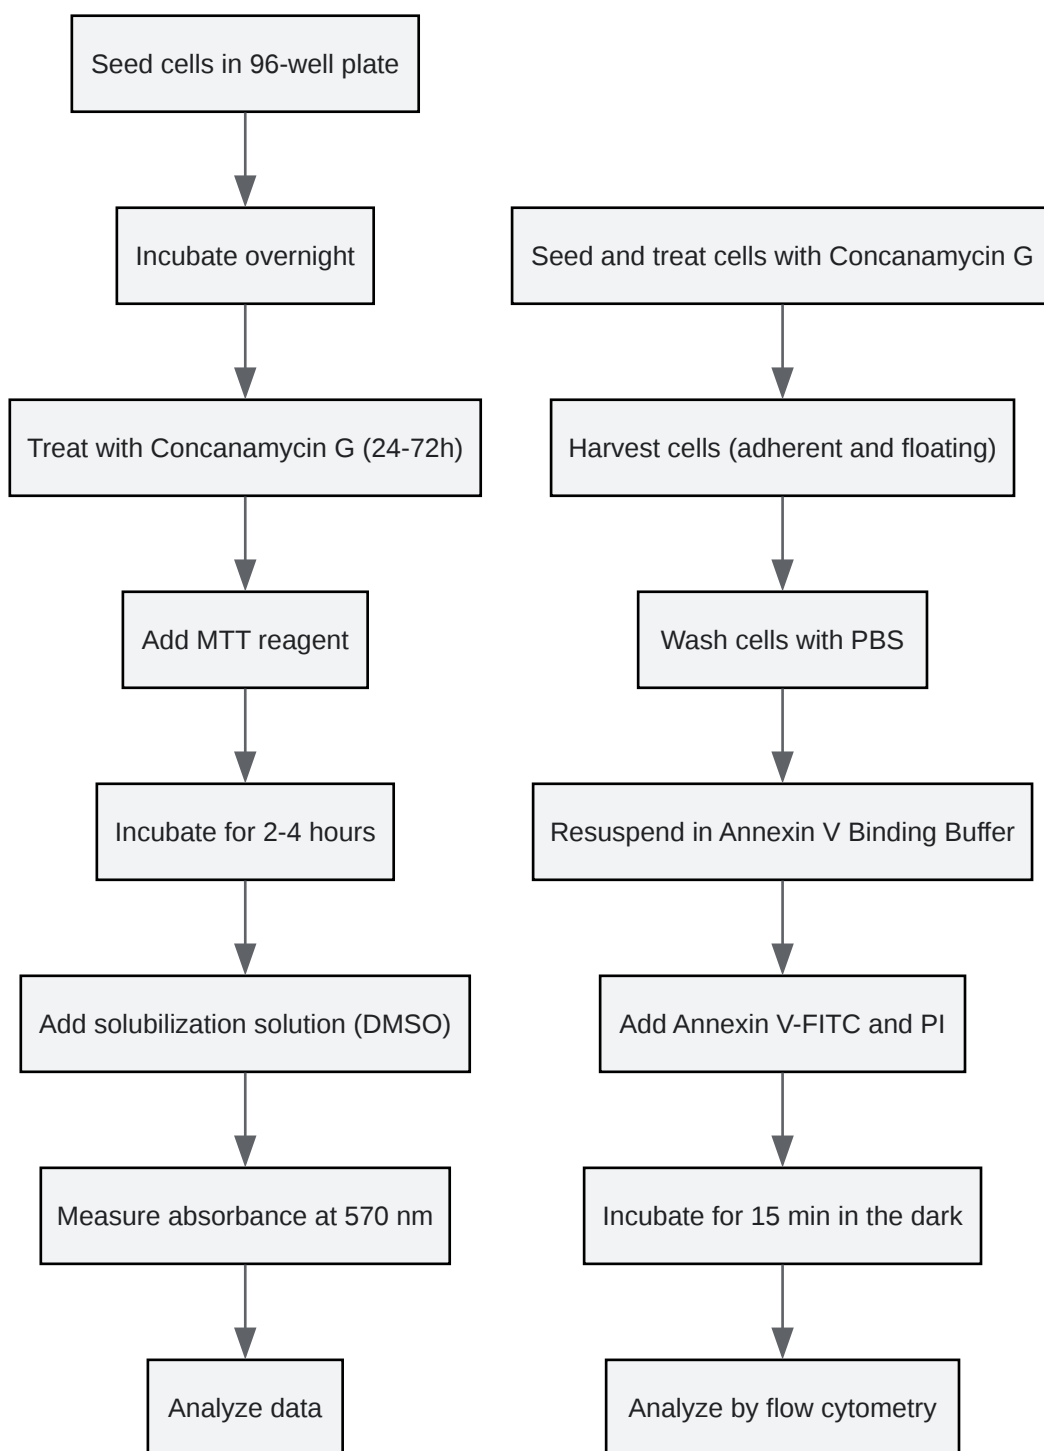 Seed cells in 96-well plate
Incubate overnight
Treat with Concanamycin G (24-72h)
Add MTT reagent
Incubate for 2-4 hours
Add solubilization solution (DMSO)
Measure absorbance at 570 nm
Analyze data
Seed and treat cells with Concanamycin G
Harvest cells (adherent and floating)
Wash cells with PBS
Resuspend in Annexin V Binding Buffer
Add Annexin V-FITC and PI
Incubate for 15 min in the dark
Analyze by flow cytometry